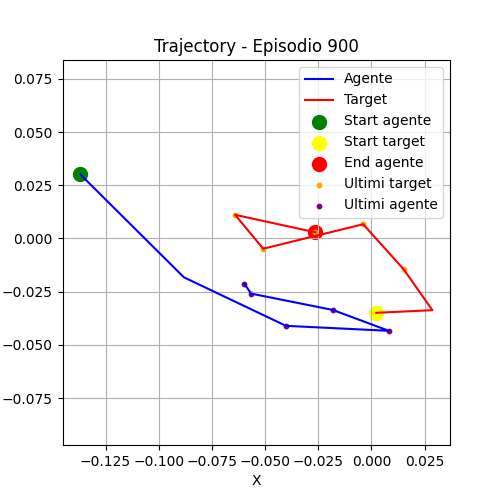 Trajectory - Episodio 900
Agente
Target
Start agente
Start target
End agente
Ultimi target
Ultimi agente
0.075
0.050
0.025
0.000
−0.025
−0.050
−0.075
−0.125 −0.100 −0.075 −0.050 −0.025 0.000 0.025
X